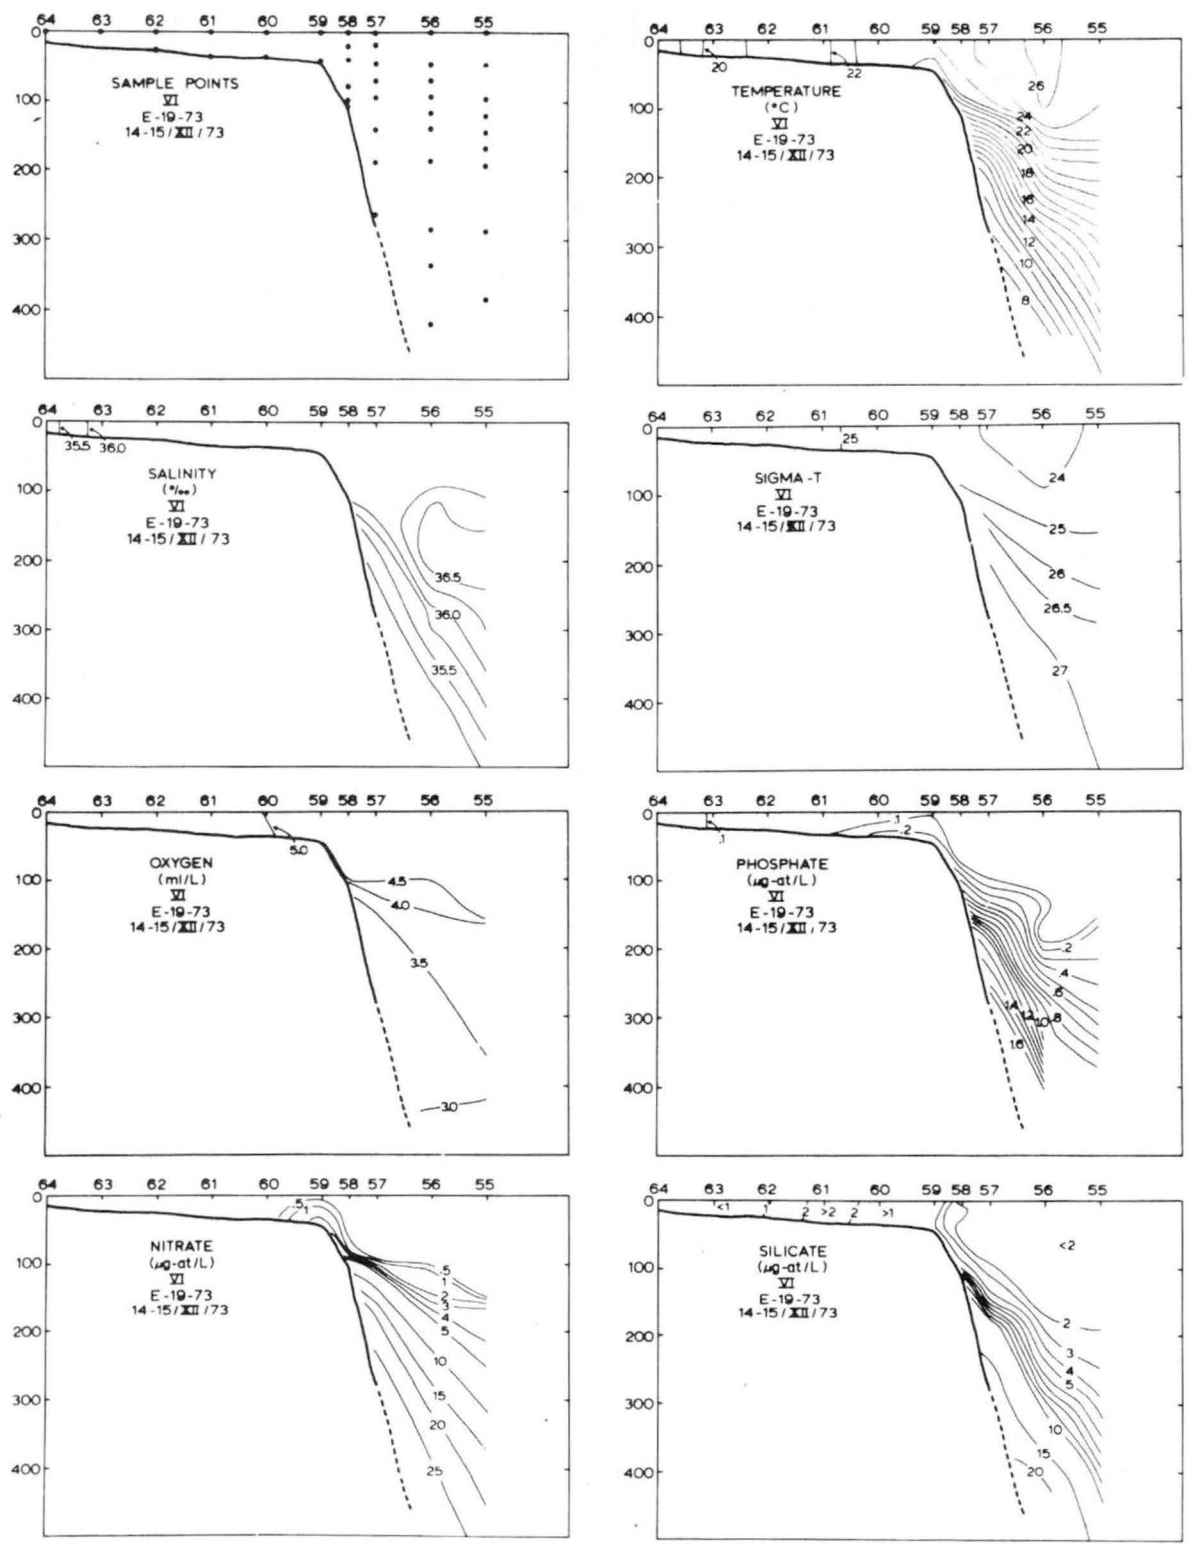 64 63 62 61 60 59 58 57 56 55
0
100
200
300
400
SAMPLE POINTS
VI
E-19-73
14-15/XII/73
64 63 62 61 60 59 58 57 56 55
0
100
200
300
400
20
22
TEMPERATURE
(°C)
VI
E-19-73
14-15/XII/73
26
24
22
20
18
16
14
12
10
8
64 63 62 61 60 59 58 57 56 55
0
100
200
300
400
35.5 36.0
SALINITY
(‰)
VI
E-19-73
14-15/XII/73
36.5
36.0
35.5
64 63 62 61 60 59 58 57 56 55
0
100
200
300
400
25
SIGMA-T
VI
E-19-73
14-15/XII/73
24
25
26
26.5
27
64 63 62 61 60 59 58 57 56 55
0
100
200
300
400
5.0
OXYGEN
(ml/L)
VI
E-19-73
14-15/XII/73
4.5
4.0
3.5
3.0
64 63 62 61 60 59 58 57 56 55
0
100
200
300
400
.1
.1
.2
PHOSPHATE
(µg-at/L)
VI
E-19-73
14-15/XII/73
.2
.4
.6
1.4 1.2 1.0 .8
1.6
64 63 62 61 60 59 58 57 56 55
0
100
200
300
400
.5
1
NITRATE
(µg-at/L)
VI
E-19-73
14-15/XII/73
.5
1
2
3
4
5
10
15
20
25
64 63 62 61 60 59 58 57 56 55
0
100
200
300
400
<1 1 2 >2 2 >1
SILICATE
(µg-at/L)
VI
E-19-73
14-15/XII/73
<2
2
3
4
5
10
15
20